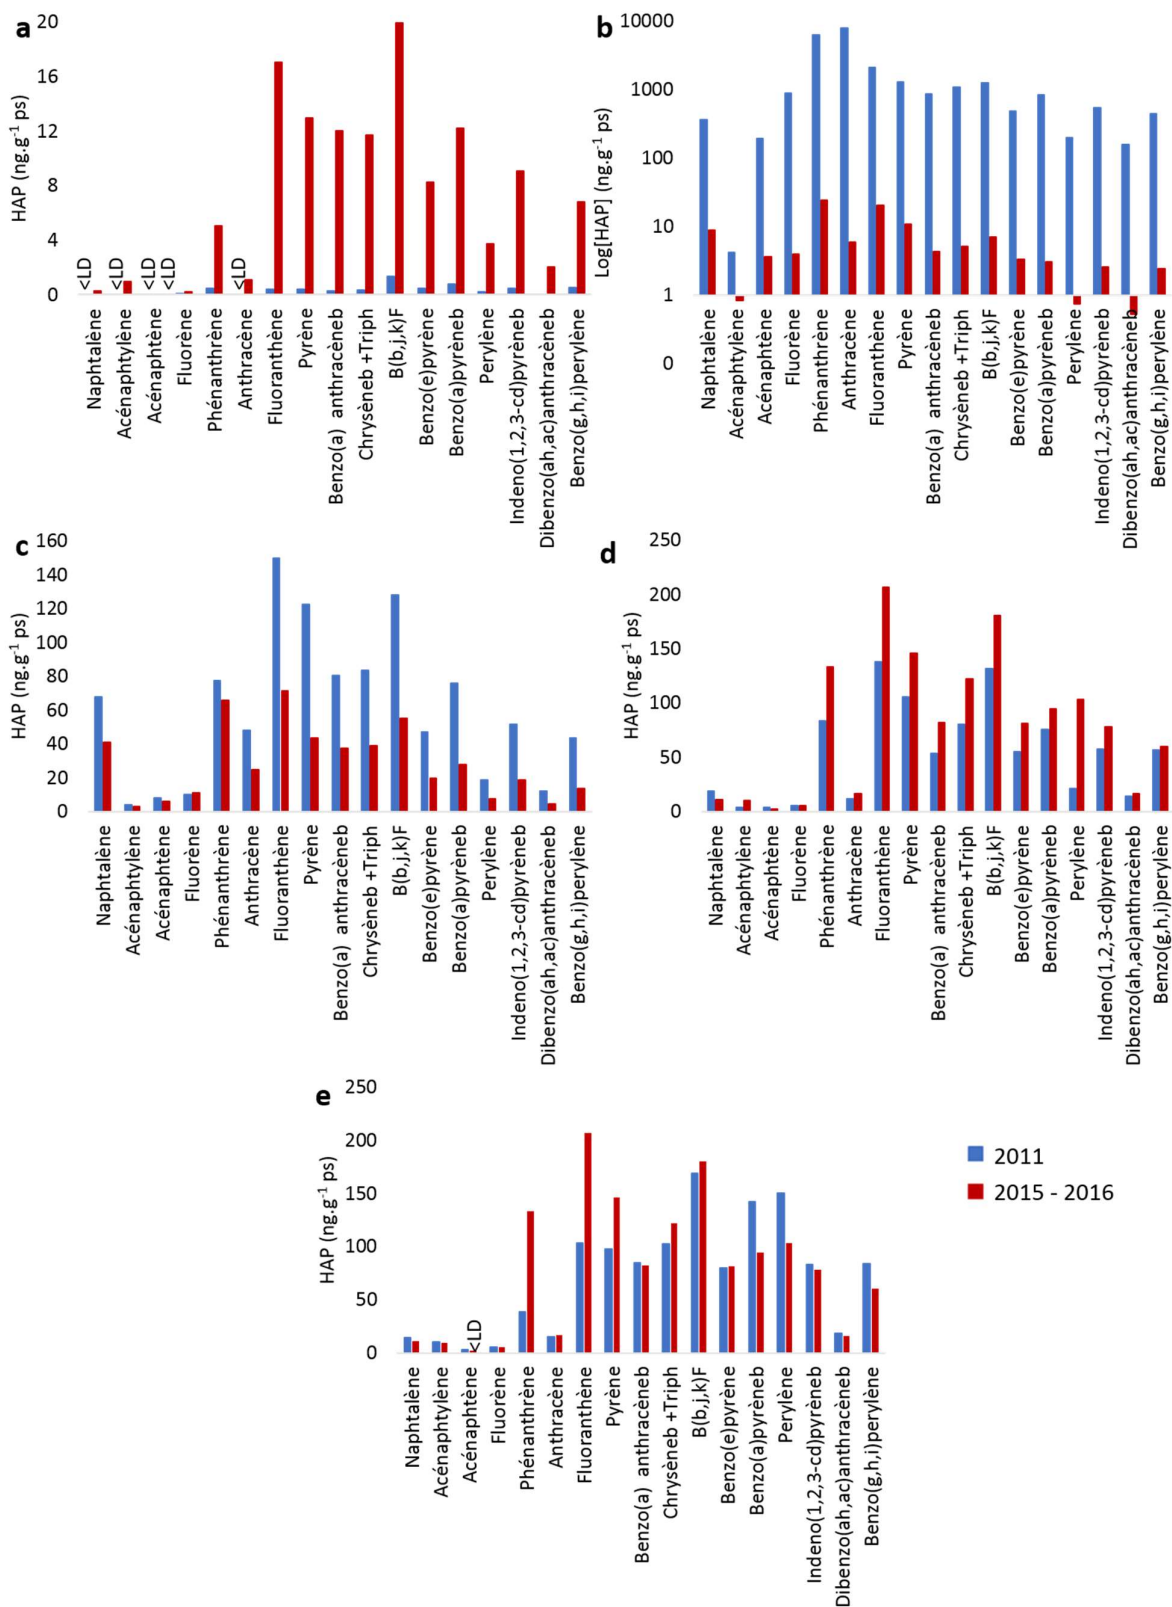 a
HAP (ng.g-1 ps)
20
16
12
8
4
0
<LD
<LD
<LD
<LD
<LD
Naphtalène
Acénaphtylène
Acénaphtène
Fluorène
Phénanthrène
Anthracène
Fluoranthène
Pyrène
Benzo(a) anthracèneb
Chrysèneb +Triph
B(b,j,k)F
Benzo(e)pyrène
Benzo(a)pyrèneb
Perylène
Indeno(1,2,3-cd)pyrène
Dibenzo(ah,ac)anthracèneb
Benzo(g,h,i)perylène
b
Log[HAP] (ng.g-1 ps)
10000
1000
100
10
1
0
Naphtalène
Acénaphtylène
Acénaphtène
Fluorène
Phénanthrène
Anthracène
Fluoranthène
Pyrène
Benzo(a) anthracèneb
Chrysèneb +Triph
B(b,j,k)F
Benzo(e)pyrène
Benzo(a)pyrèneb
Perylène
Indeno(1,2,3-cd)pyrène
Dibenzo(ah,ac)anthracèneb
Benzo(g,h,i)perylène
c
HAP (ng.g-1 ps)
160
140
120
100
80
60
40
20
0
Naphtalène
Acénaphtylène
Acénaphtène
Fluorène
Phénanthrène
Anthracène
Fluoranthène
Pyrène
Benzo(a) anthracèneb
Chrysèneb +Triph
B(b,j,k)F
Benzo(e)pyrène
Benzo(a)pyrèneb
Perylène
Indeno(1,2,3-cd)pyrène
Dibenzo(ah,ac)anthracèneb
Benzo(g,h,i)perylène
d
HAP (ng.g-1 ps)
250
200
150
100
50
0
Naphtalène
Acénaphtylène
Acénaphtène
Fluorène
Phénanthrène
Anthracène
Fluoranthène
Pyrène
Benzo(a) anthracèneb
Chrysèneb +Triph
B(b,j,k)F
Benzo(e)pyrène
Benzo(a)pyrèneb
Perylène
Indeno(1,2,3-cd)pyrène
Dibenzo(ah,ac)anthracèneb
Benzo(g,h,i)perylène
e
HAP (ng.g-1 ps)
250
200
150
100
50
0
<LD
Naphtalène
Acénaphtylène
Acénaphtène
Fluorène
Phénanthrène
Anthracène
Fluoranthène
Pyrène
Benzo(a) anthracèneb
Chrysèneb +Triph
B(b,j,k)F
Benzo(e)pyrène
Benzo(a)pyrèneb
Perylène
Indeno(1,2,3-cd)pyrène
Dibenzo(ah,ac)anthracèneb
Benzo(g,h,i)perylène
2011
2015 - 2016